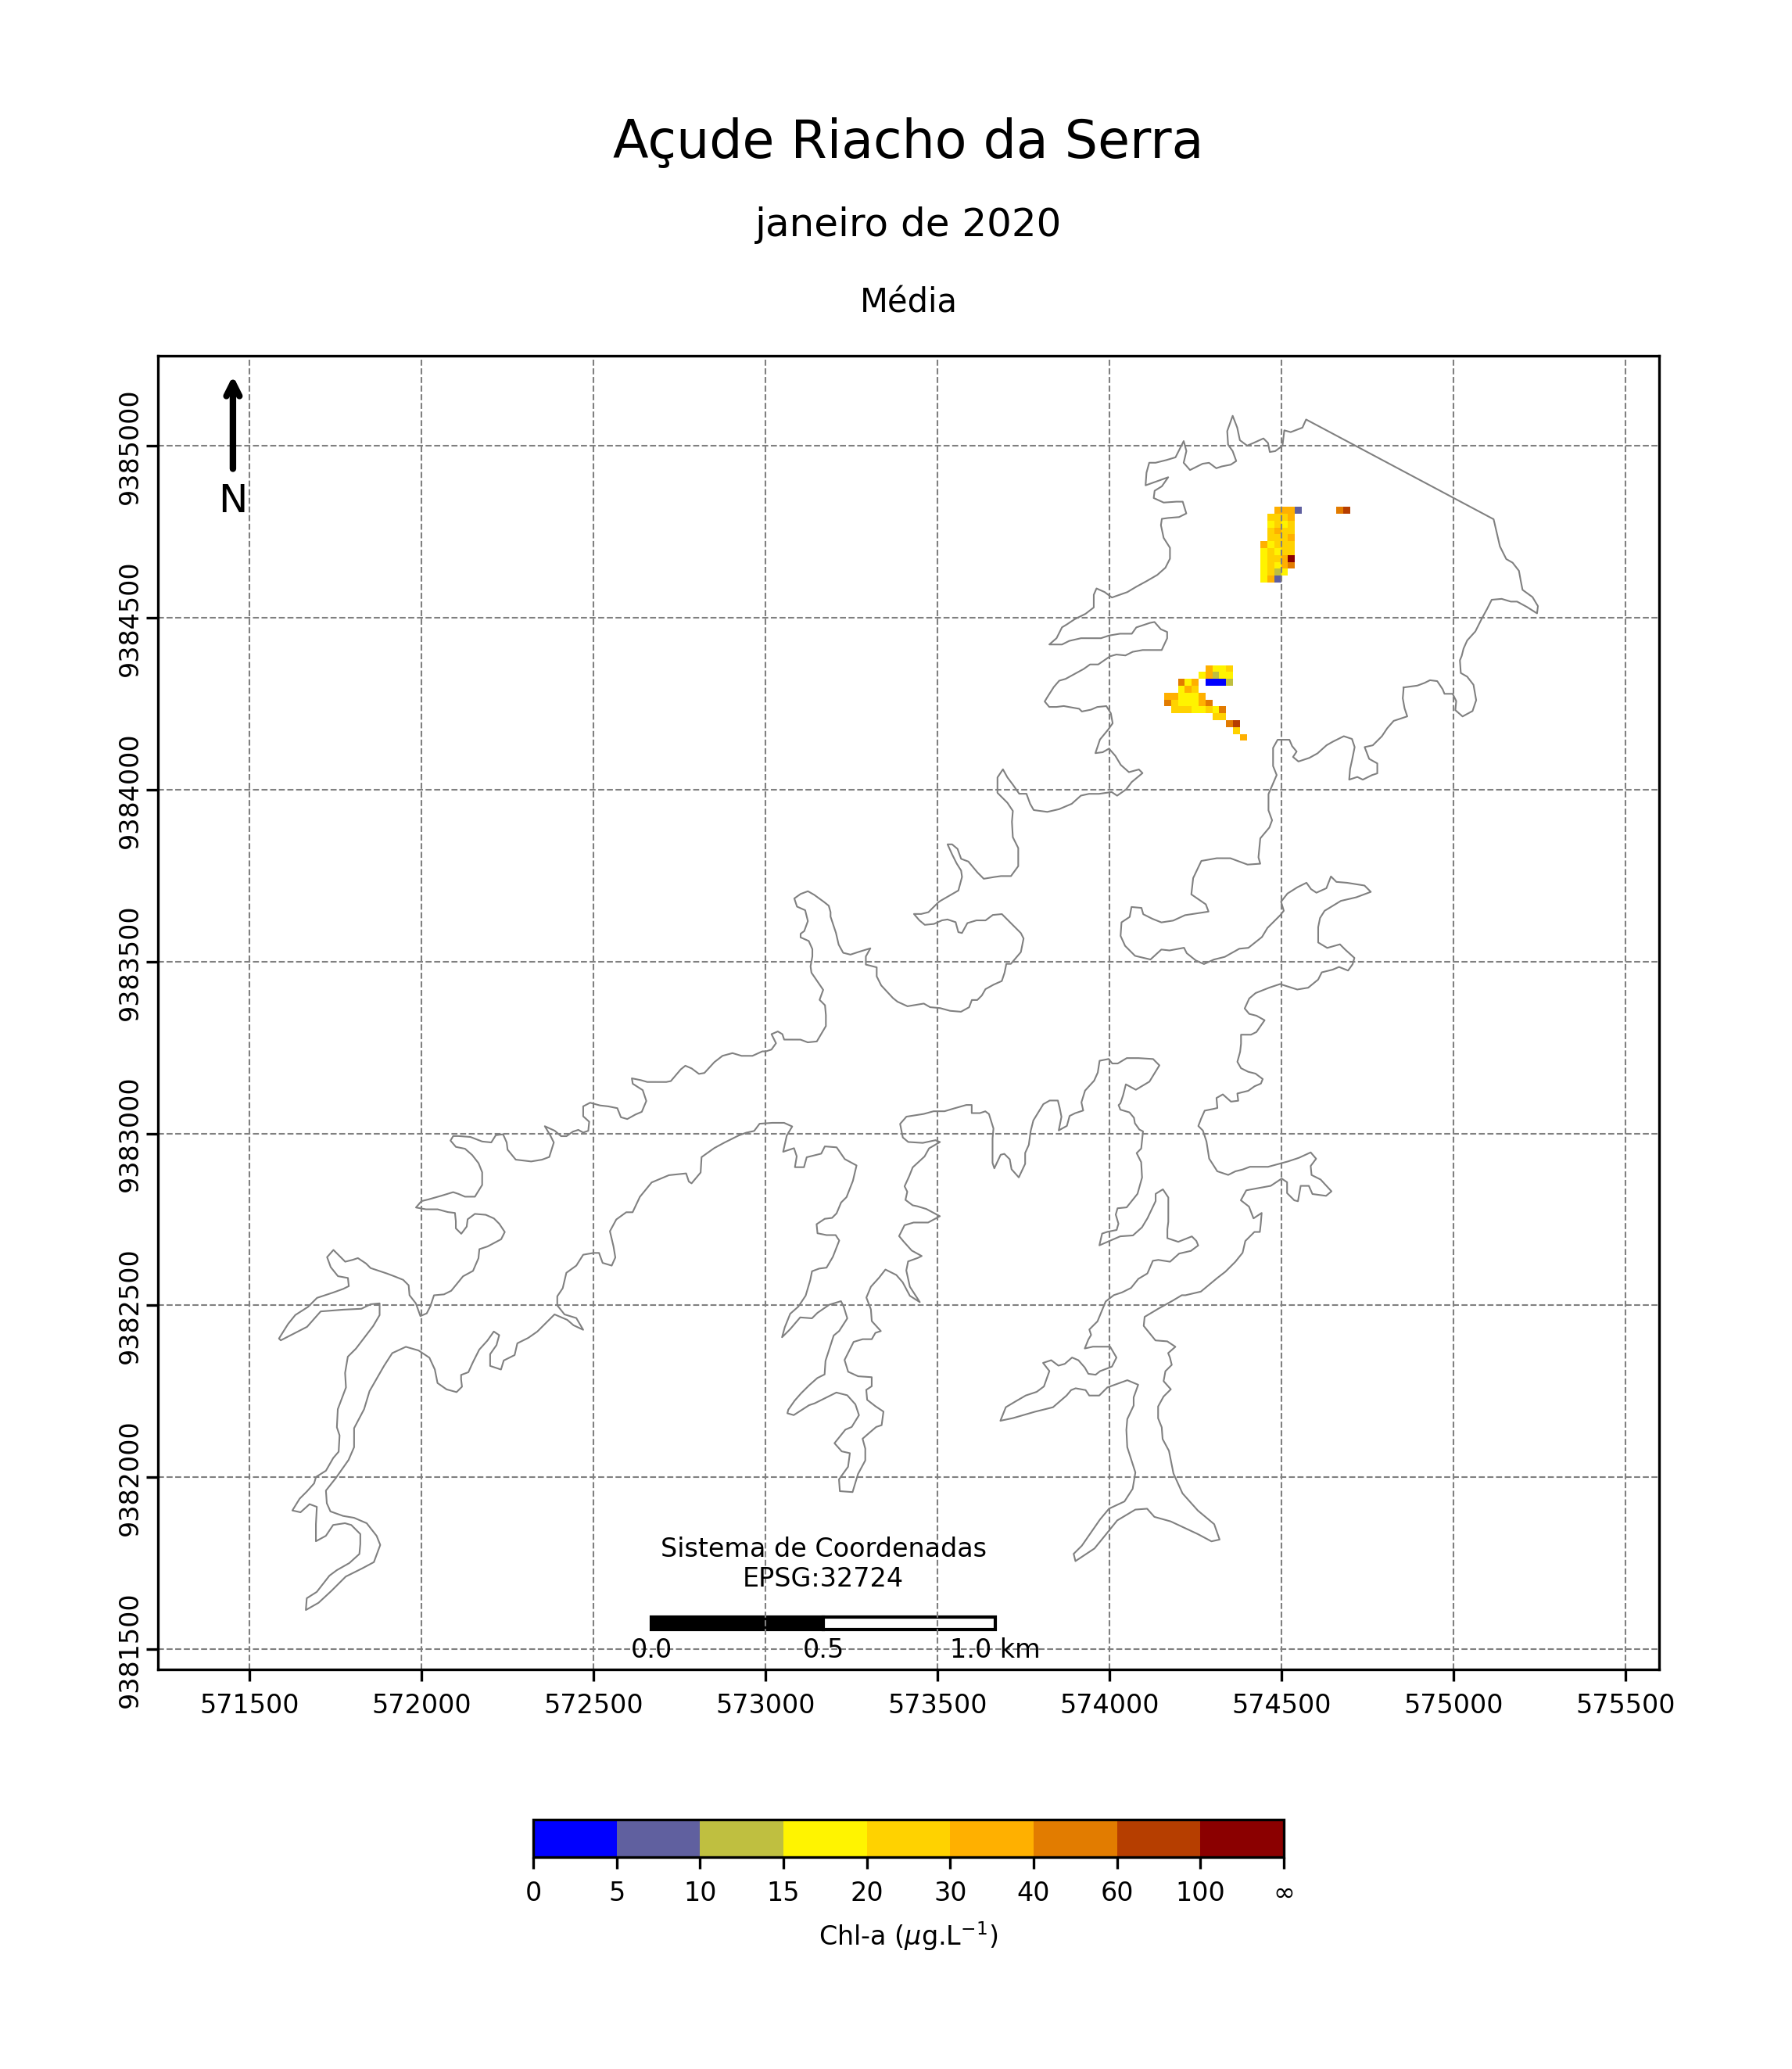 Açude Riacho da Serra
janeiro de 2020
Média
N
9385000
9384500
9384000
9383500
9383000
9382500
9382000
9381500
Sistema de Coordenadas
EPSG:32724
0.0 0.5 1.0 km
571500 572000 572500 573000 573500 574000 574500 575000 575500
0 5 10 15 20 30 40 60 100 ∞
Chl-a (μg.L⁻¹)